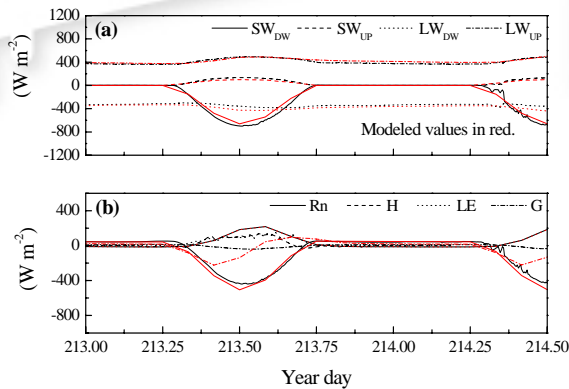 (a) SW_DW SW_UP LW_DW LW_UP
1200
800
400
0
-400
-800
-1200
(W m⁻²)
Modeled values in red.
(b) Rn H LE G
400
0
-400
-800
(W m⁻²)
213.00 213.25 213.50 213.75 214.00 214.25 214.50
Year day